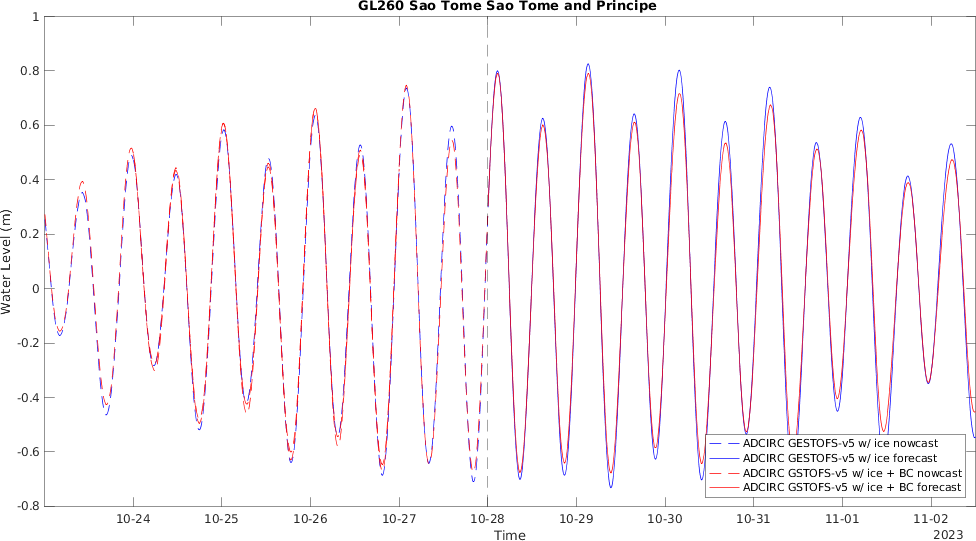 GL260 Sao Tome Sao Tome and Principe
1
0.8
0.6
0.4
0.2
0
-0.2
-0.4
-0.6
-0.8
Water Level (m)
ADCIRC GESTOFS-v5 w/ ice nowcast
ADCIRC GESTOFS-v5 w/ ice forecast
ADCIRC GSTOFS-v5 w/ ice + BC nowcast
ADCIRC GSTOFS-v5 w/ ice + BC forecast
10-24 10-25 10-26 10-27 10-28 10-29 10-30 10-31 11-01 11-02
Time
2023